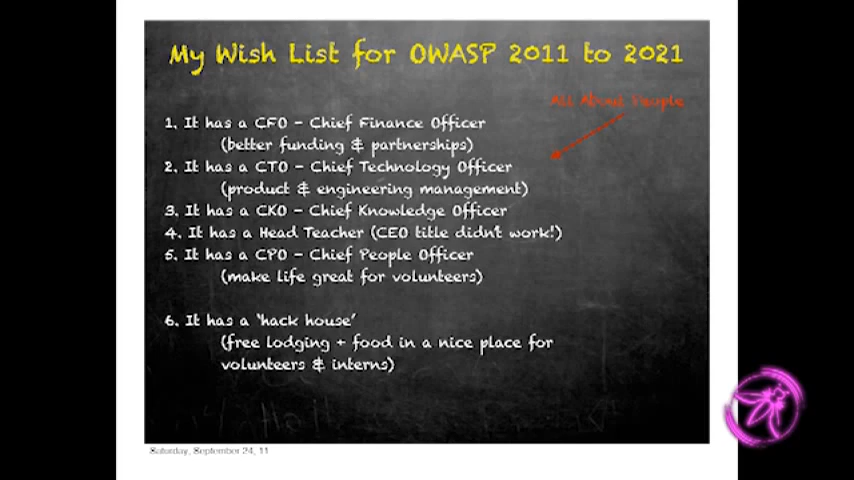 My Wish List for OWASP 2011 to 2021
All About People
1. It has a CFO - Chief Finance Officer
(better funding & partnerships)
2. It has a CTO - Chief Technology Officer
(product & engineering management)
3. It has a CKO - Chief Knowledge Officer
4. It has a Head Teacher (CEO title didn't work!)
5. It has a CPO - Chief People Officer
(make life great for volunteers)
6. It has a 'hack house'
(free lodging + food in a nice place for
volunteers & interns)
Saturday, September 24, 11